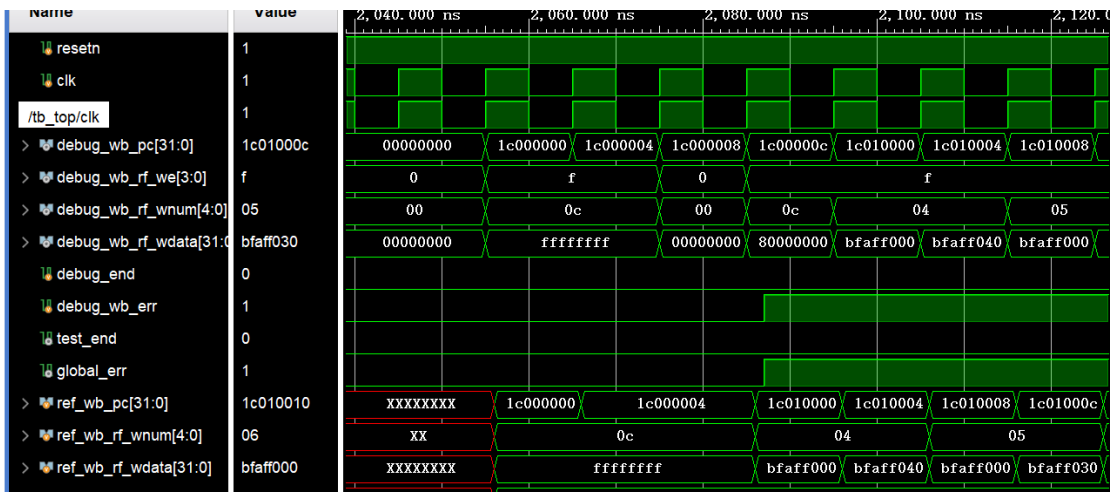 Name Value 2,040.000 ns 2,060.000 ns 2,080.000 ns 2,100.000 ns 2,120.0
resetn 1
clk 1
/tb_top/clk 1
debug_wb_pc[31:0] 1c01000c 00000000 1c000000 1c000004 1c000008 1c00000c 1c010000 1c010004 1c010008
debug_wb_rf_we[3:0] f 0 f 0 f
debug_wb_rf_wnum[4:0] 05 00 0c 00 0c 04 05
debug_wb_rf_wdata[31:0 bfaff030 00000000 ffffffff 00000000 80000000 bfaff000 bfaff040 bfaff000
debug_end 0
debug_wb_err 1
test_end 0
global_err 1
ref_wb_pc[31:0] 1c010010 XXXXXXXX 1c000000 1c000004 1c010000 1c010004 1c010008 1c01000c
ref_wb_rf_wnum[4:0] 06 XX 0c 04 05
ref_wb_rf_wdata[31:0] bfaff000 XXXXXXXX ffffffff bfaff000 bfaff040 bfaff000 bfaff030